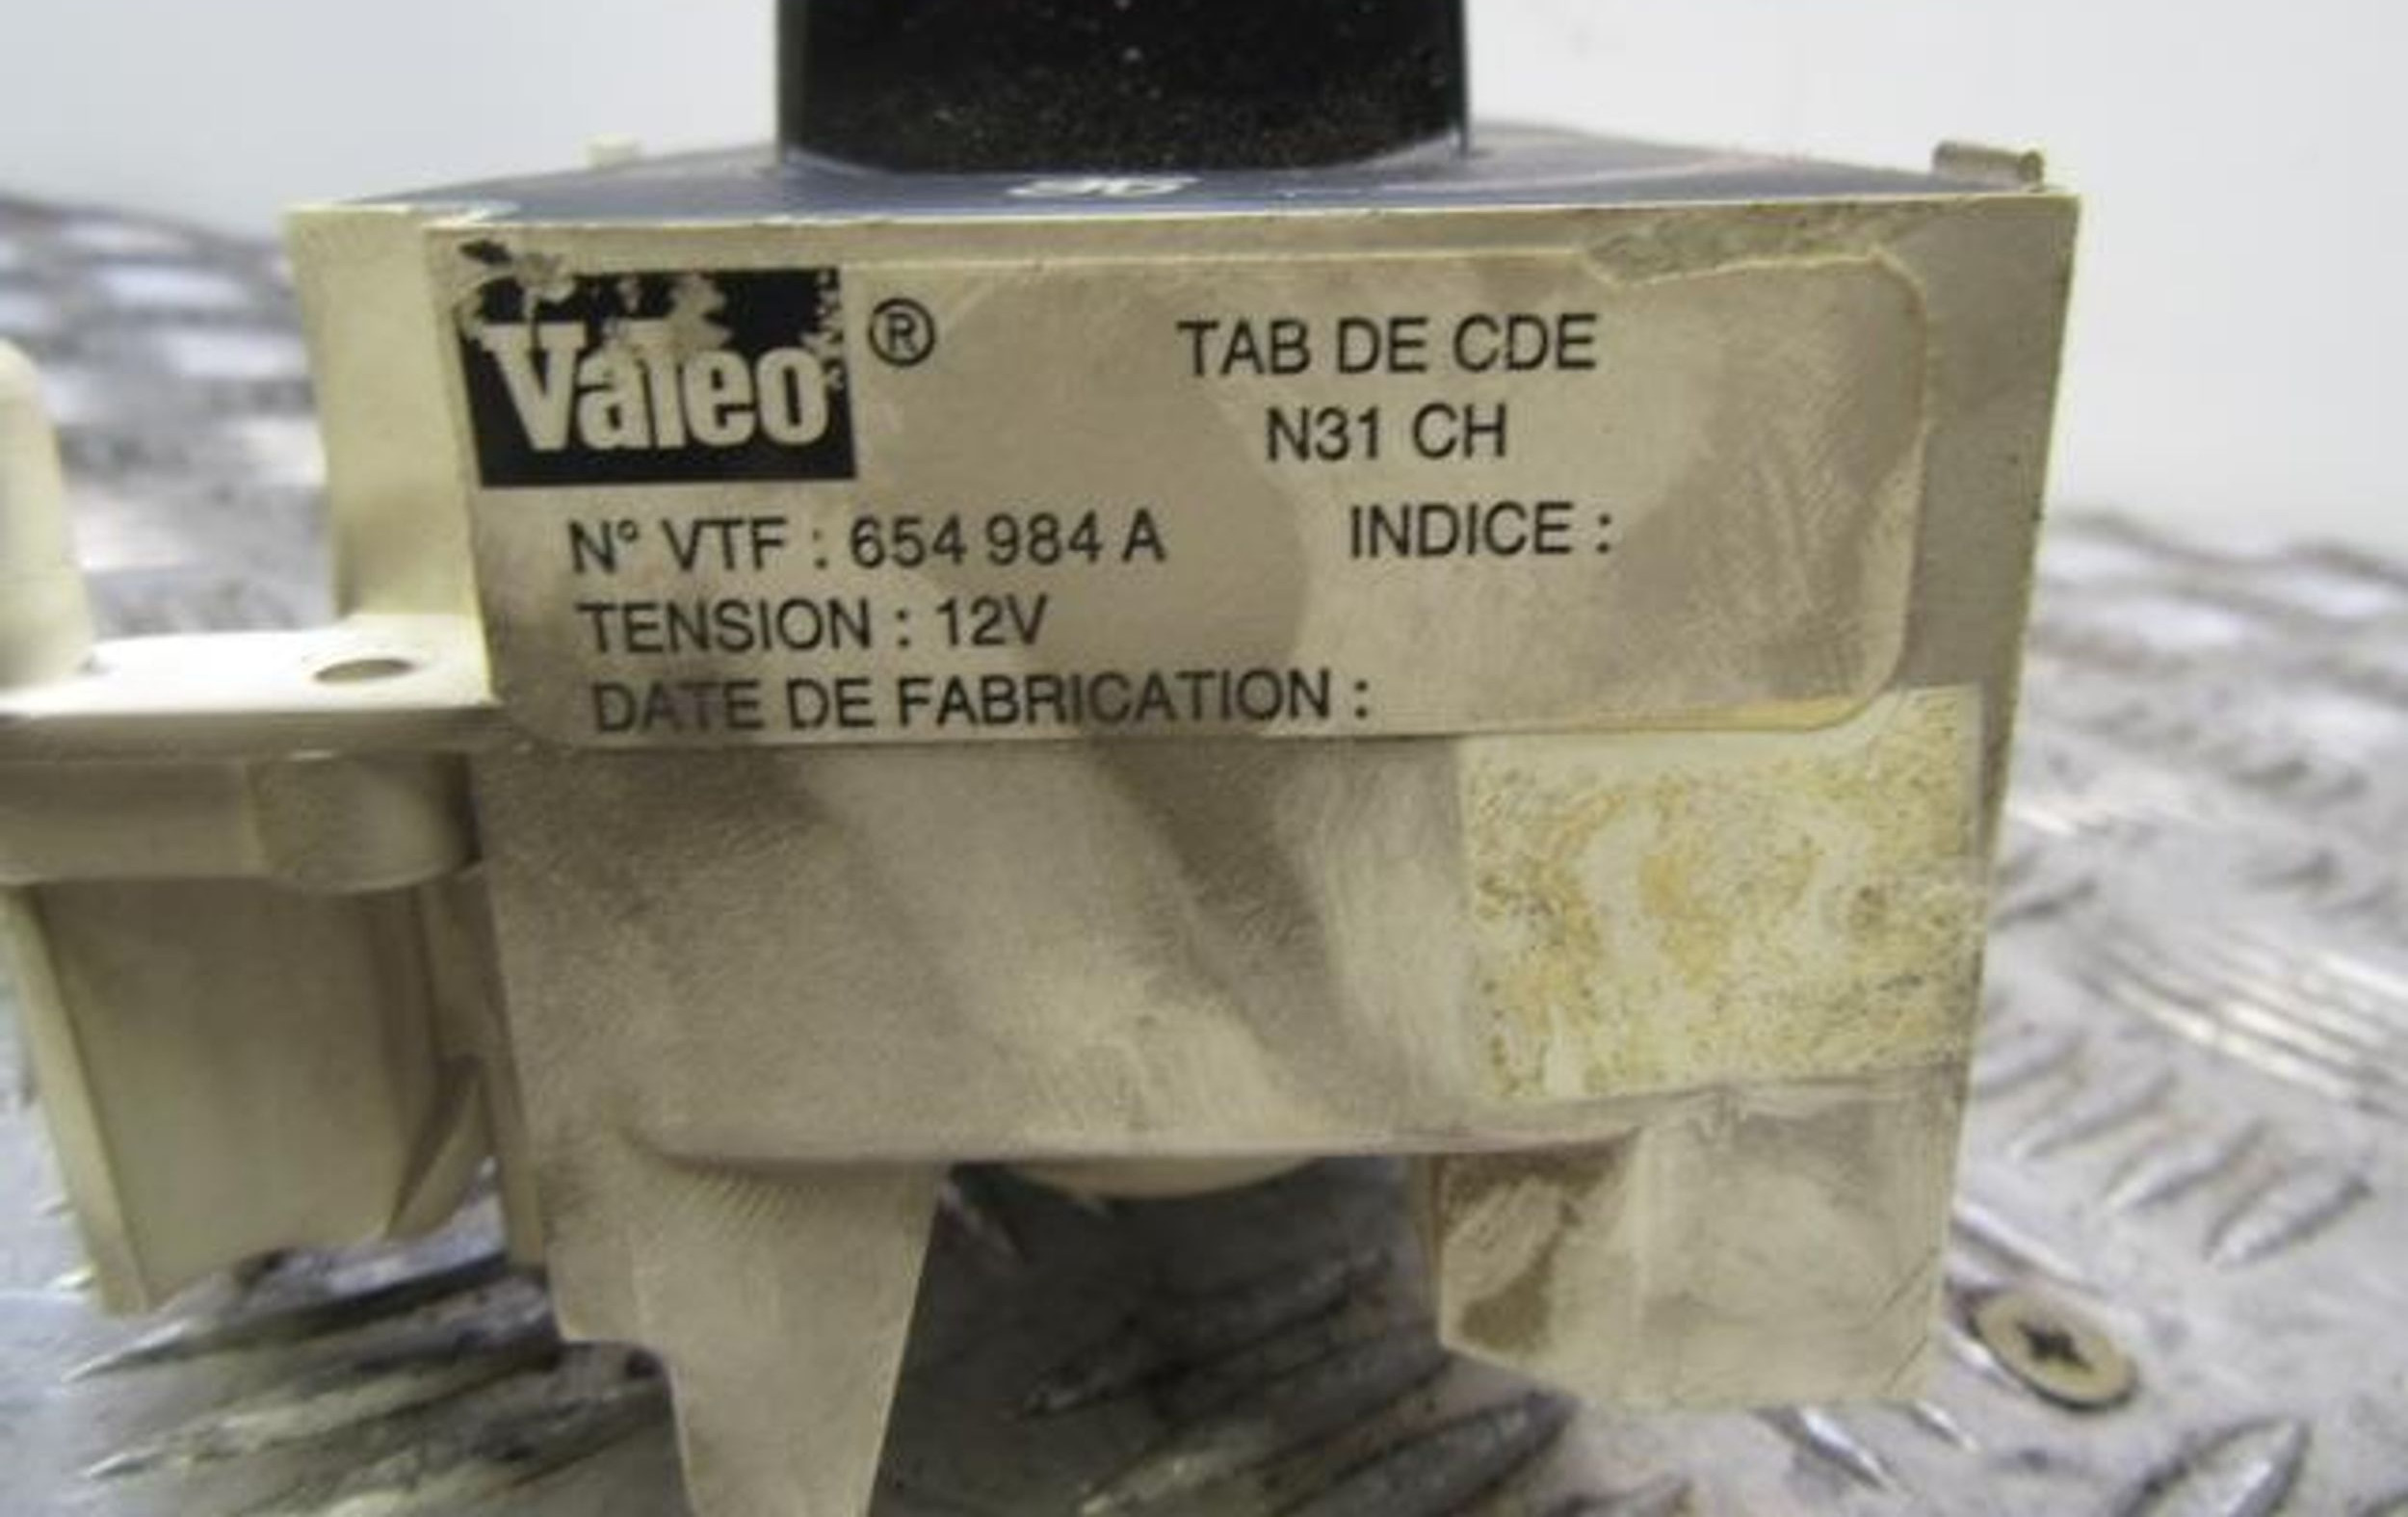 Valeo ®
TAB DE CDE
N31 CH
N° VTF : 654 984 A INDICE :
TENSION : 12V
DATE DE FABRICATION :